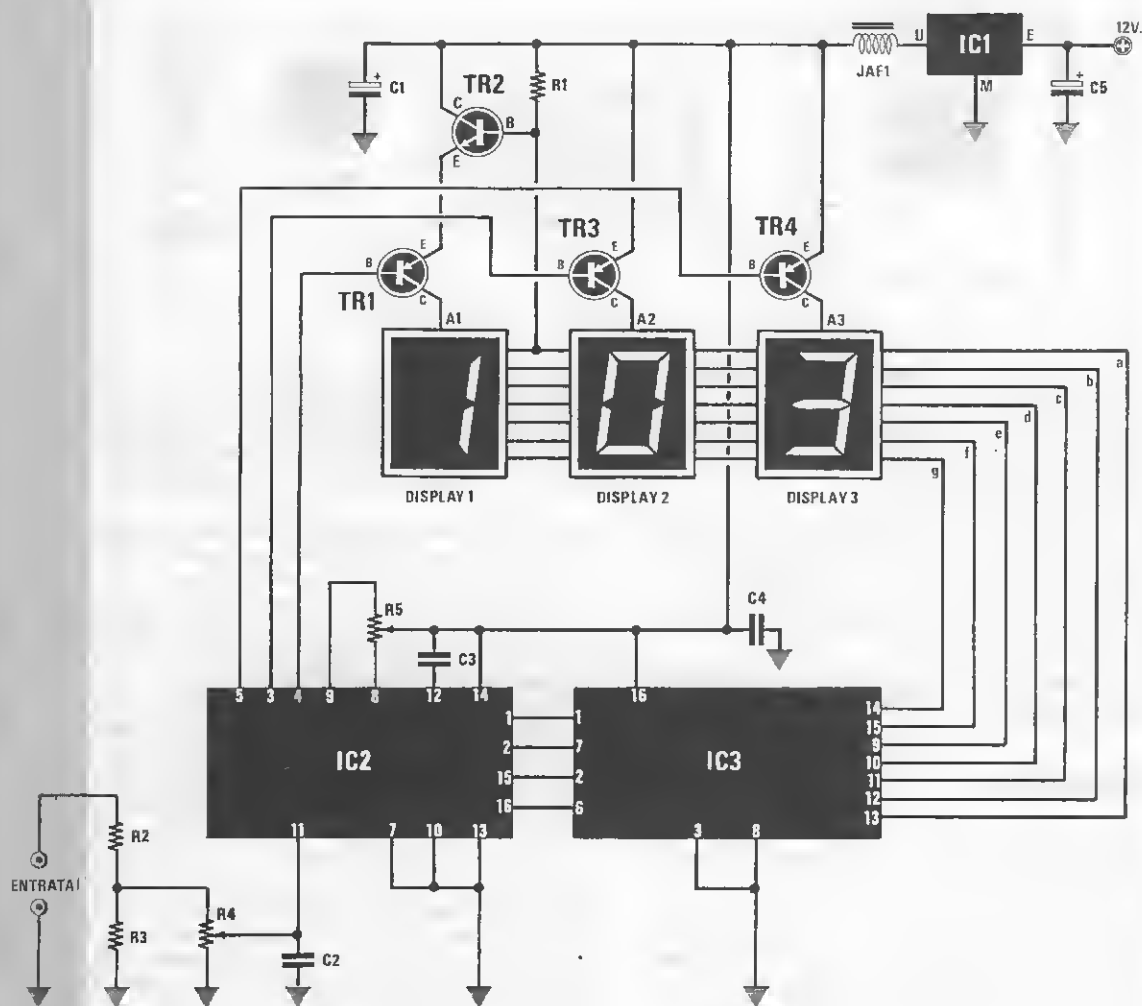 12V.
U IC1 E
JAF1
M
C5
C1
TR2
C
B
E
R1
TR1
B
E
C
TR3
B
E
C
TR4
B
E
C
A1
A2
A3
1
0
3
DISPLAY 1
DISPLAY 2
DISPLAY 3
a
b
c
d
e
f
g
R5
C3
C4
5 3 4 9 8 12 14
IC2
1
2
15
16
11 7 10 13
16
1
7
2
6
IC3
14
15
9
10
11
12
13
3 8
ENTRATA
R2
R3
R4
C2